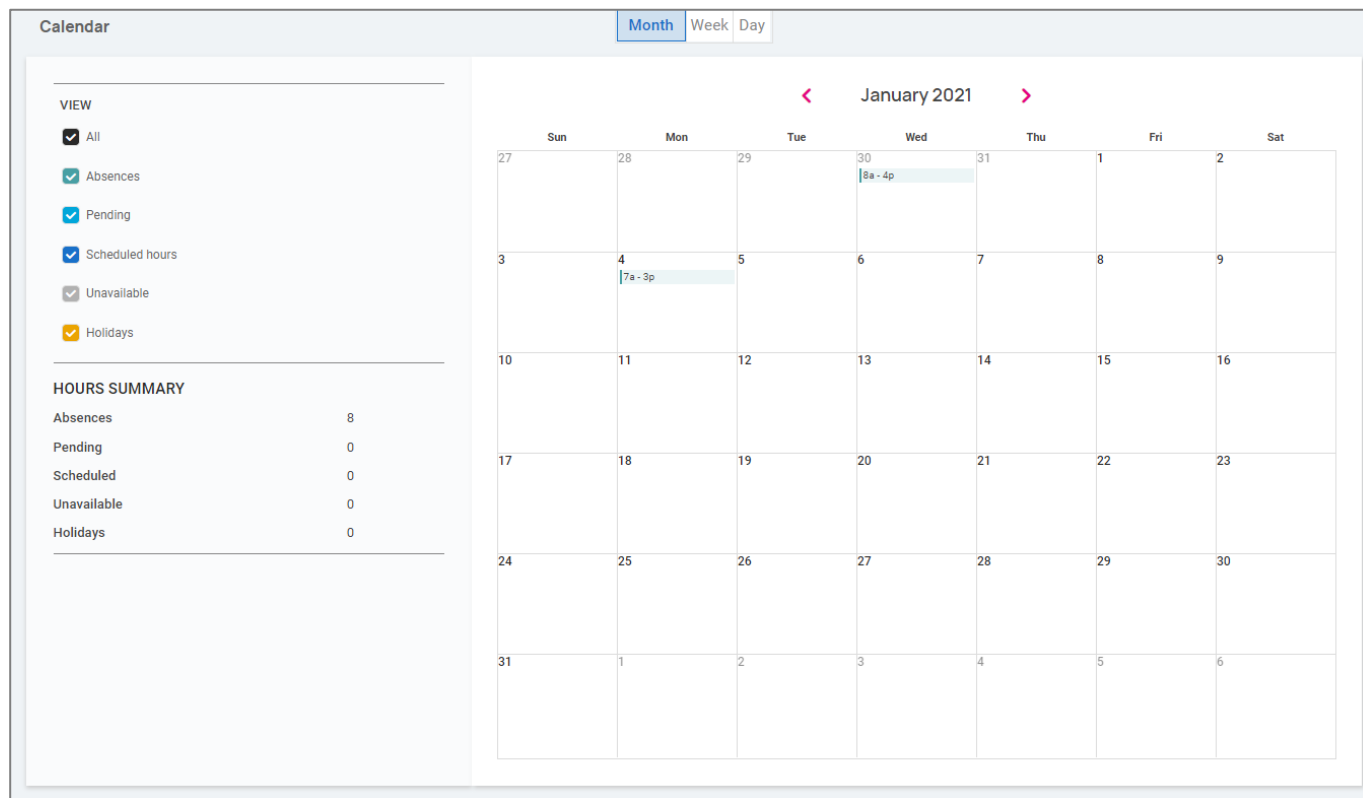 Calendar
Month Week Day
VIEW
All
Absences
Pending
Scheduled hours
Unavailable
Holidays
HOURS SUMMARY
Absences 8
Pending 0
Scheduled 0
Unavailable 0
Holidays 0
January 2021
Sun Mon Tue Wed Thu Fri Sat
27 28 29 30 31 1 2
8a - 4p
3 4 5 6 7 8 9
7a - 3p
10 11 12 13 14 15 16
17 18 19 20 21 22 23
24 25 26 27 28 29 30
31 1 2 3 4 5 6